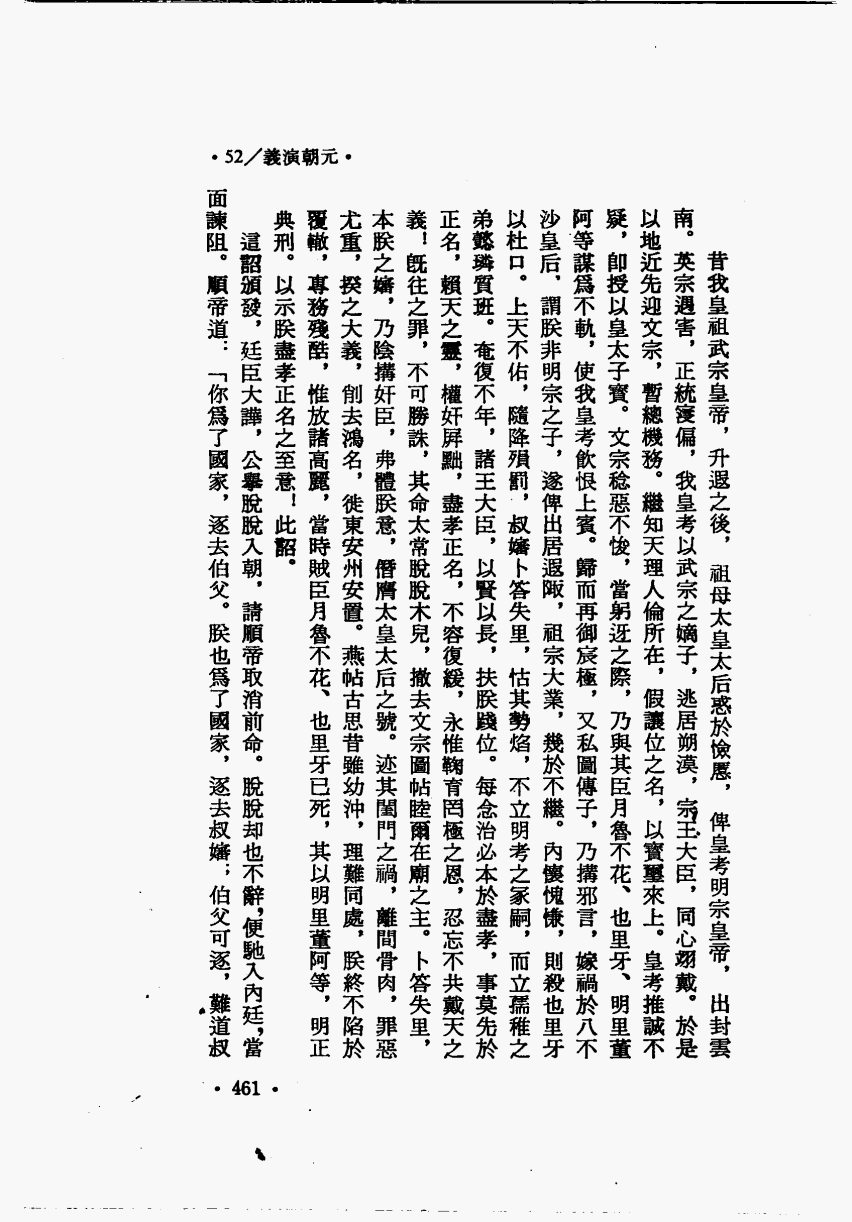 •52／義演朝元•
昔我皇祖武宗皇帝，升遐之後，祖母太皇太后惑於憸慝，俾皇考明宗皇帝，出封雲
南。英宗遇害，正統寖偏，我皇考以武宗之嫡子，逃居朔漠，宗王大臣，同心翊戴。於是
以地近先迎文宗，暫總機務。繼知天理人倫所在，假讓位之名，以寶璽來上。皇考推誠不
疑，卽授以皇太子寶。文宗稔惡不悛，當躬迓之際，乃與其臣月魯不花、也里牙、明里董
阿等謀爲不軌，使我皇考飲恨上賓。歸而再御宸極，又私圖傳子，乃搆邪言，嫁禍於八不
沙皇后，謂朕非明宗之子，遂俾出居遐陬，祖宗大業，幾於不繼。內懷愧慊，則殺也里牙
以杜口。上天不佑，隨降殞罰，叔嬸卜答失里，怙其勢焰，不立明考之冢嗣，而立孺稚之
弟懿璘質班。奄復不年，諸王大臣，以賢以長，扶朕踐位。每念治必本於盡孝，事莫先於
正名，賴天之靈，權奸屏黜，盡孝正名，不容復緩，永惟鞠育罔極之恩，忍忘不共戴天之
義！旣往之罪，不可勝誅，其命太常脫脫木兒，撤去文宗圖帖睦爾在廟之主。卜答失里，
本朕之嬸，乃陰搆奸臣，弗體朕意，僭膺太皇太后之號。迹其閨門之禍，離間骨肉，罪惡
尤重，揆之大義，削去鴻名，徙東安州安置。燕帖古思昔雖幼沖，理難同處，朕終不陷於
覆轍，專務殘酷，惟放諸高麗，當時賊臣月魯不花、也里牙已死，其以明里董阿等，明正
典刑。以示朕盡孝正名之至意！此詔。
這詔頒發，廷臣大譁，公舉脫脫入朝，請順帝取消前命。脫脫却也不辭，便馳入內廷，當
面諫阻。順帝道：「你爲了國家，逐去伯父。朕也爲了國家，逐去叔嬸；伯父可逐，難道叔
•461•